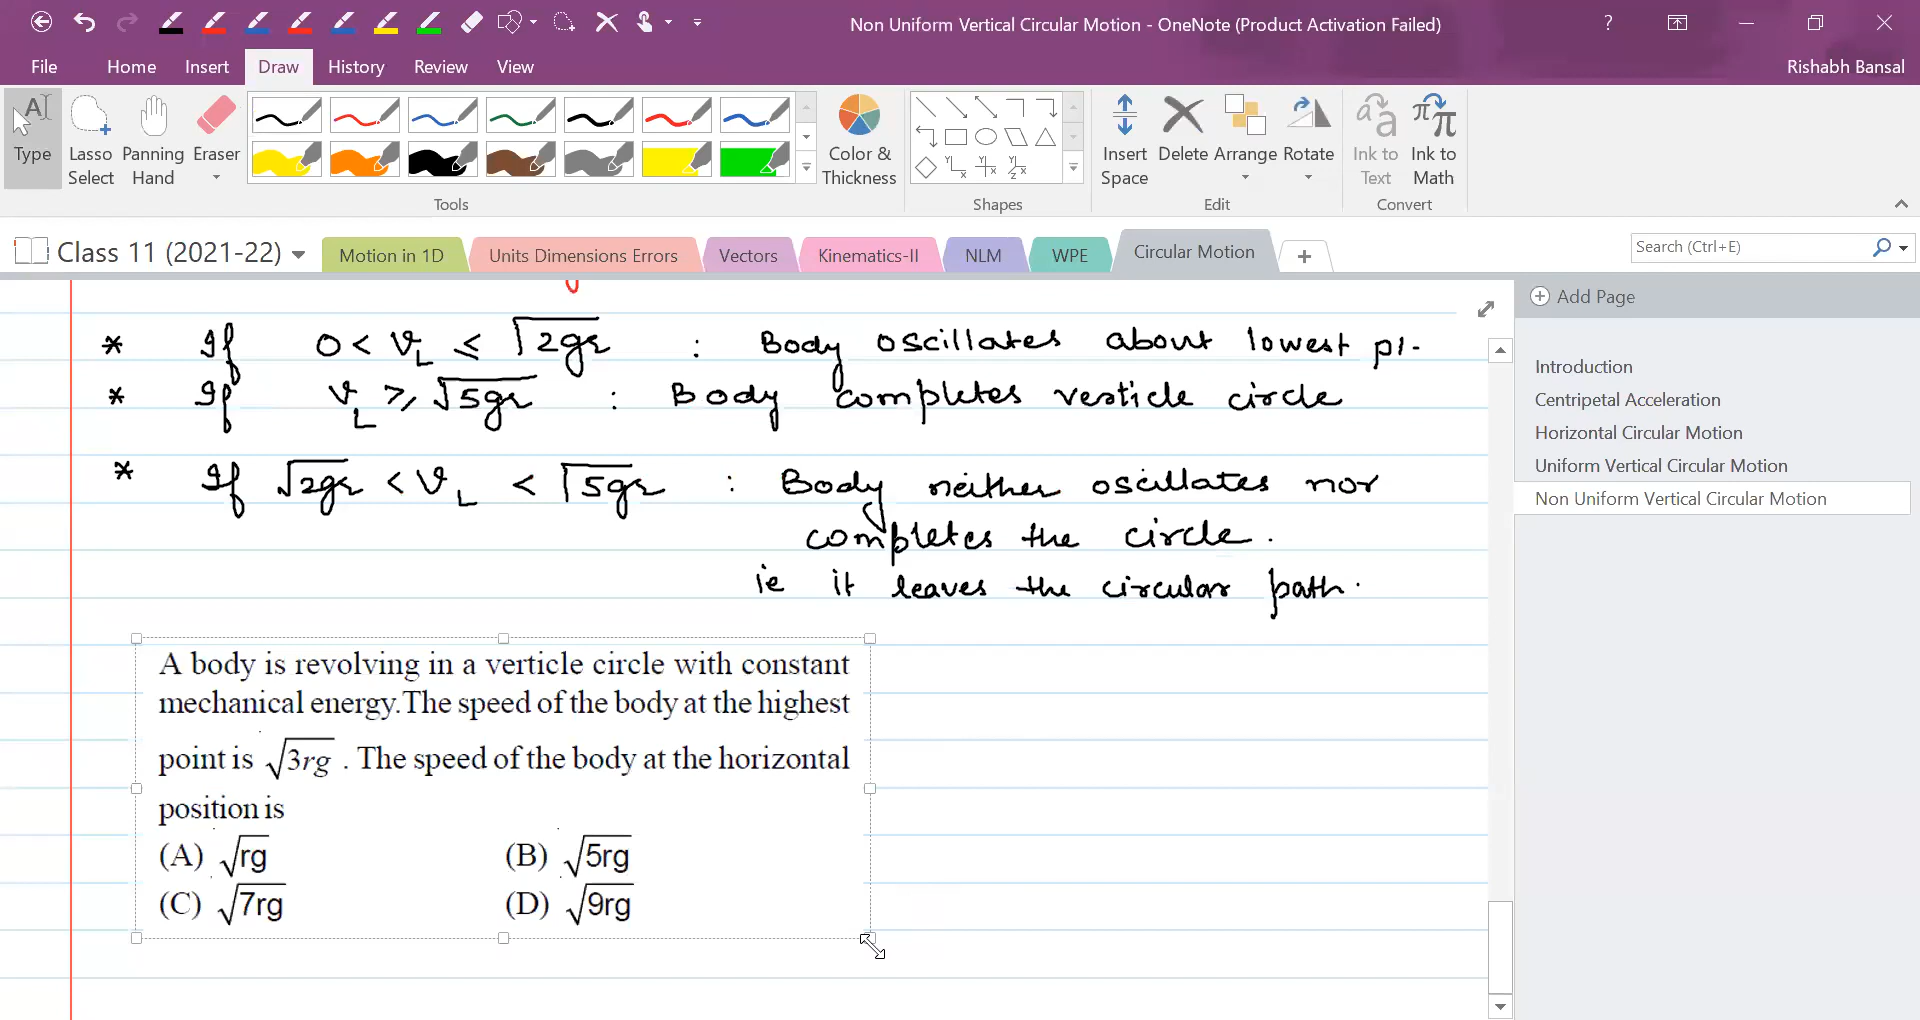 Non Uniform Vertical Circular Motion - OneNote (Product Activation Failed)
?
File Home Insert Draw History Review View
Rishabh Bansal
Type
Lasso Select
Panning Hand
Eraser
Color & Thickness
Insert Space
Delete
Arrange
Rotate
Ink to Text
Ink to Math
Tools
Shapes
Edit
Convert
Class 11 (2021-22)
Motion in 1D
Units Dimensions Errors
Vectors
Kinematics-II
NLM
WPE
Circular Motion
Search (Ctrl+E)
Add Page
Introduction
Centripetal Acceleration
Horizontal Circular Motion
Uniform Vertical Circular Motion
Non Uniform Vertical Circular Motion
* If 0 < v_L ≤ √2gr : Body oscillates about lowest pt.
* If v_L ≥ √5gr : Body completes verticle circle
* If √2gr < v_L < √5gr : Body neither oscillates nor
completes the circle.
ie it leaves the circular path.
A body is revolving in a verticle circle with constant
mechanical energy.The speed of the body at the highest
point is √3rg . The speed of the body at the horizontal
position is
(A) √rg (B) √5rg
(C) √7rg (D) √9rg